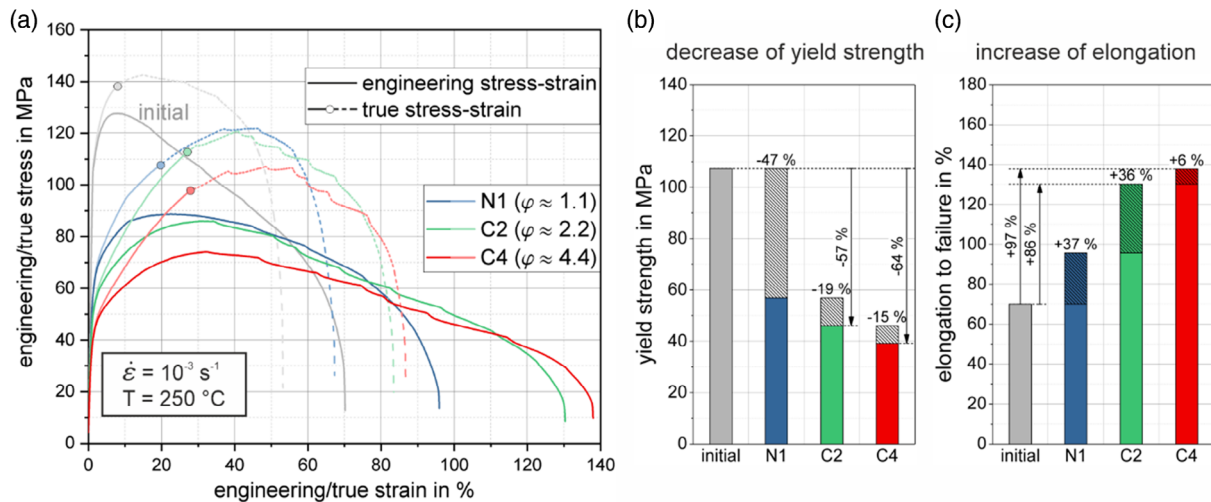 (a)
160
140
120
100
80
60
40
20
0
engineering/true stress in MPa
0 20 40 60 80 100 120 140
engineering/true strain in %
initial
engineering stress-strain
true stress-strain
N1 (φ ≈ 1.1)
C2 (φ ≈ 2.2)
C4 (φ ≈ 4.4)
ε̇ = 10⁻³ s⁻¹
T = 250 °C
(b)
decrease of yield strength
140
120
100
80
60
40
20
0
yield strength in MPa
-47 %
-57 %
-19 %
-64 %
-15 %
initial N1 C2 C4
(c)
increase of elongation
180
160
140
120
100
80
60
40
20
0
elongation to failure in %
+97 %
+86 %
+37 %
+36 %
+6 %
initial N1 C2 C4